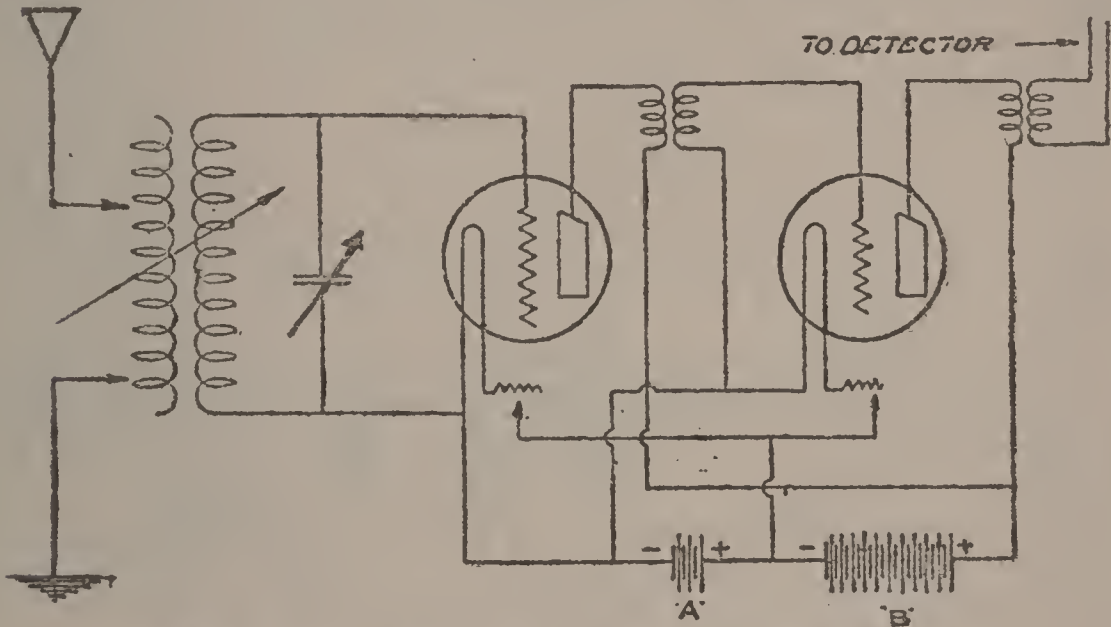 TO DETECTOR
- + - +
"A" "B"